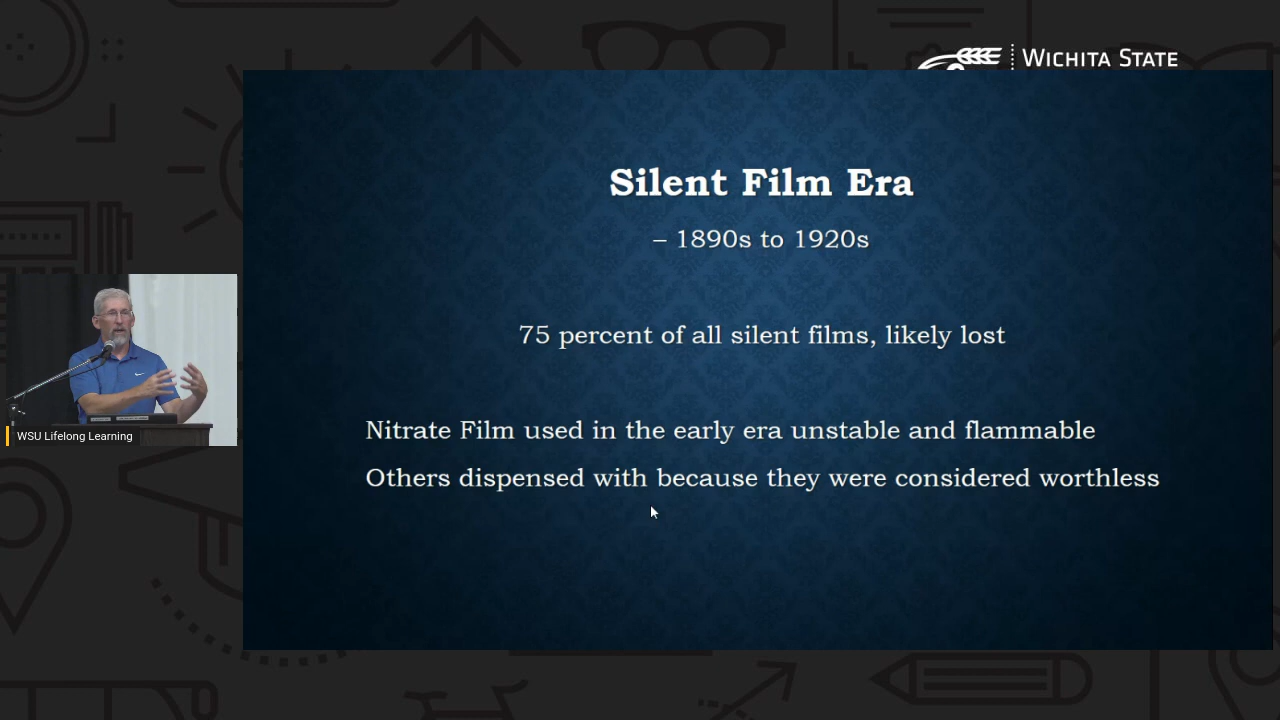 WICHITA STATE
Silent Film Era
– 1890s to 1920s
75 percent of all silent films, likely lost
Nitrate Film used in the early era unstable and flammable
Others dispensed with because they were considered worthless
WSU Lifelong Learning